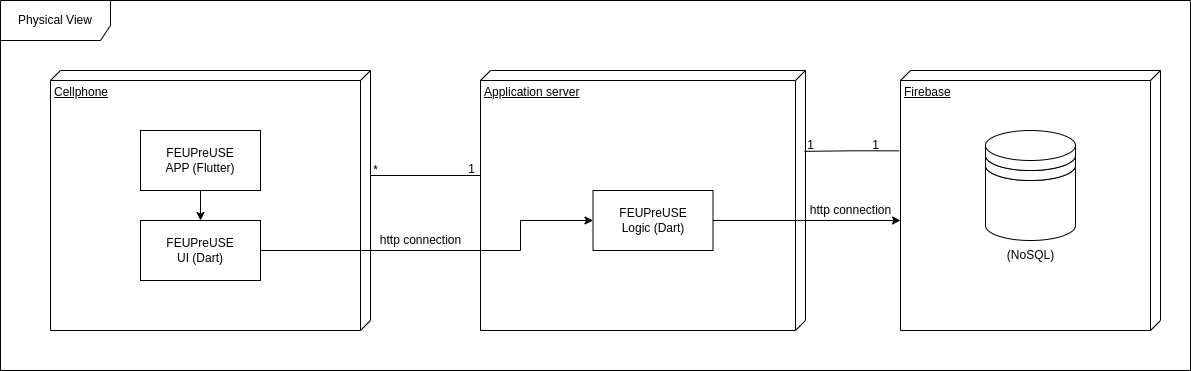 Physical View
Cellphone
Application server
Firebase
FEUPreUSE
APP (Flutter)
* 1
1 1
FEUPreUSE
UI (Dart)
http connection
FEUPreUSE
Logic (Dart)
http connection
(NoSQL)